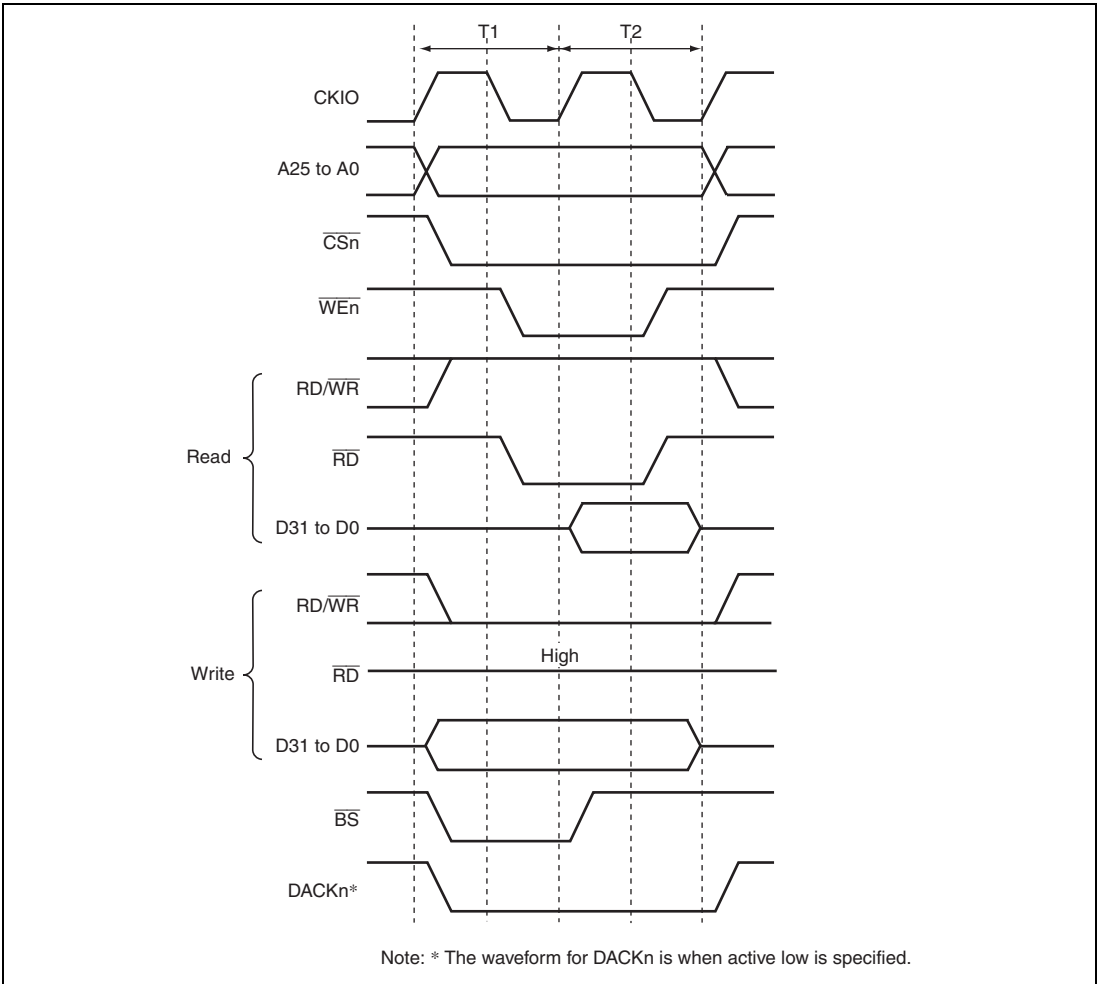 T1 T2
CKIO
A25 to A0
CSn
WEn
RD/WR
Read
RD
D31 to D0
RD/WR
High
Write
RD
D31 to D0
BS
DACKn*
Note: * The waveform for DACKn is when active low is specified.